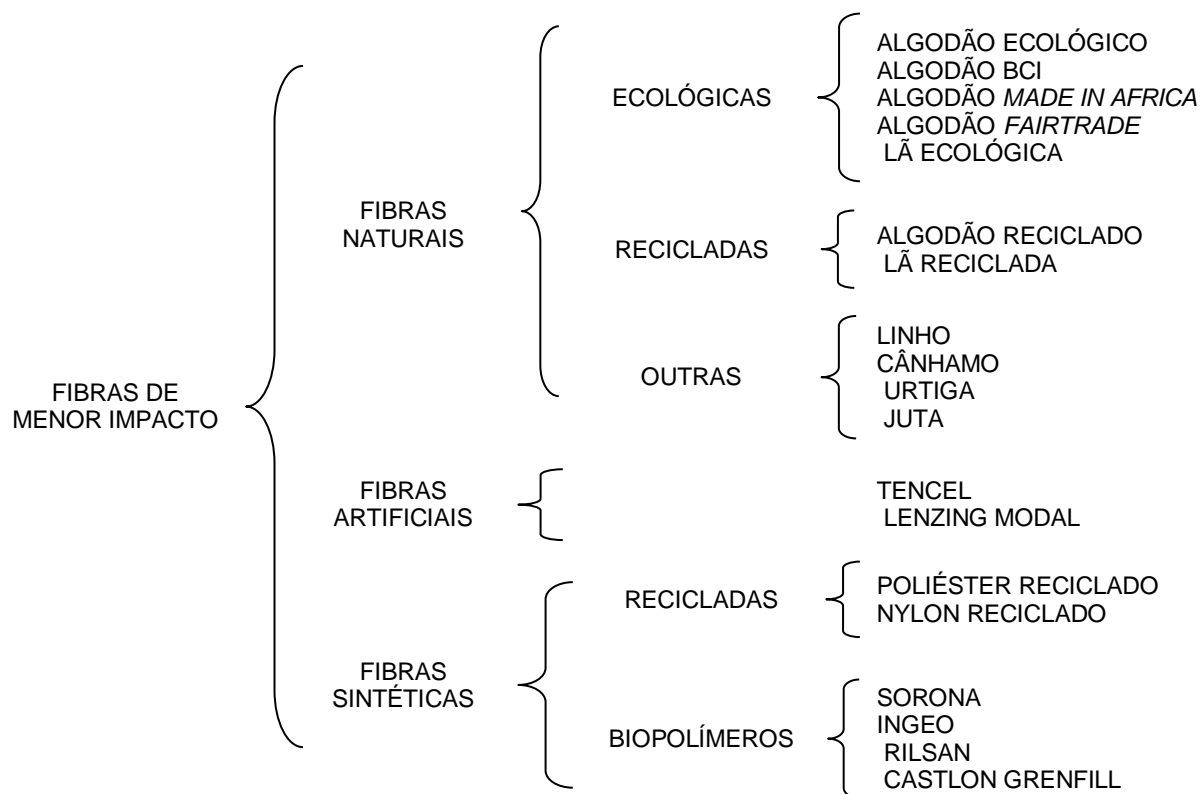 FIBRAS DE
MENOR IMPACTO
FIBRAS
NATURAIS
ECOLÓGICAS
ALGODÃO ECOLÓGICO
ALGODÃO BCI
ALGODÃO MADE IN AFRICA
ALGODÃO FAIRTRADE
LÃ ECOLÓGICA
RECICLADAS
ALGODÃO RECICLADO
LÃ RECICLADA
OUTRAS
LINHO
CÂNHAMO
URTIGA
JUTA
FIBRAS
ARTIFICIAIS
TENCEL
LENZING MODAL
FIBRAS
SINTÉTICAS
RECICLADAS
POLIÉSTER RECICLADO
NYLON RECICLADO
BIOPOLÍMEROS
SORONA
INGEO
RILSAN
CASTLON GRENFILL